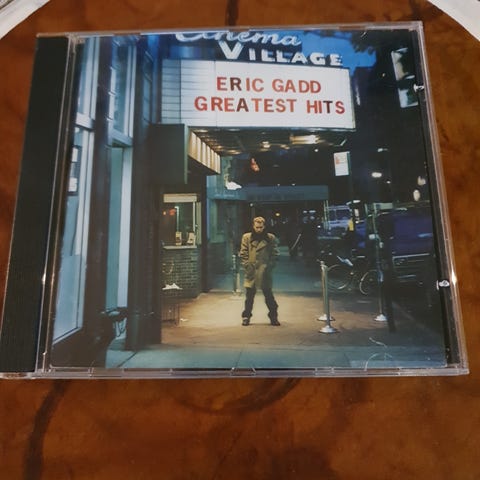 Cinema
VILLAGE
ERIC GADD
GREATEST HITS